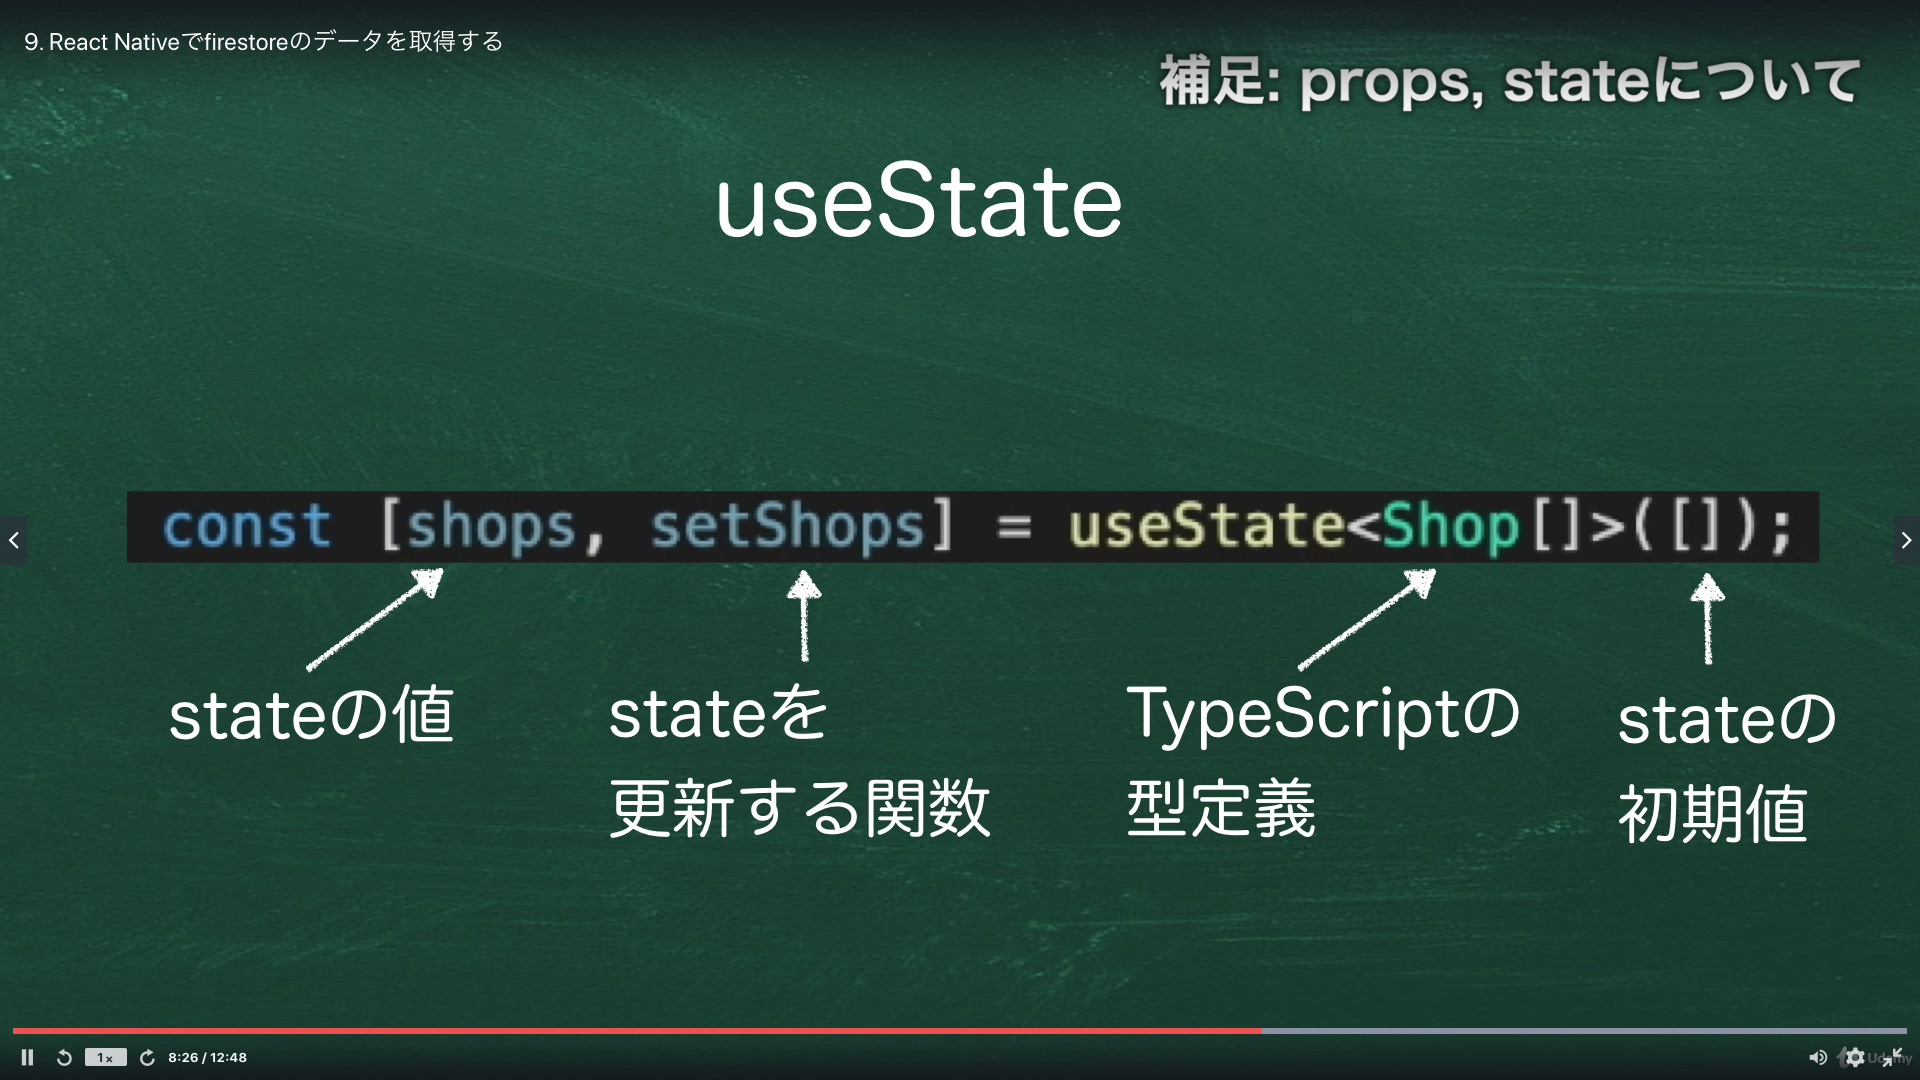 9. React Nativeでfirestoreのデータを取得する
補足: props, stateについて
useState
const [shops, setShops] = useState<Shop[]>([]);
stateの値
stateを
更新する関数
TypeScriptの
型定義
stateの
初期値
1x
8:26 / 12:48
Udemy